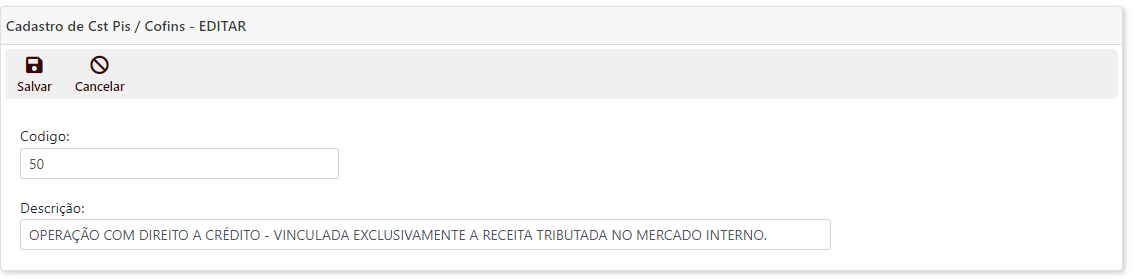 Cadastro de Cst Pis / Cofins - EDITAR
Salvar Cancelar
Codigo:
50
Descrição:
OPERAÇÃO COM DIREITO A CRÉDITO - VINCULADA EXCLUSIVAMENTE A RECEITA TRIBUTADA NO MERCADO INTERNO.